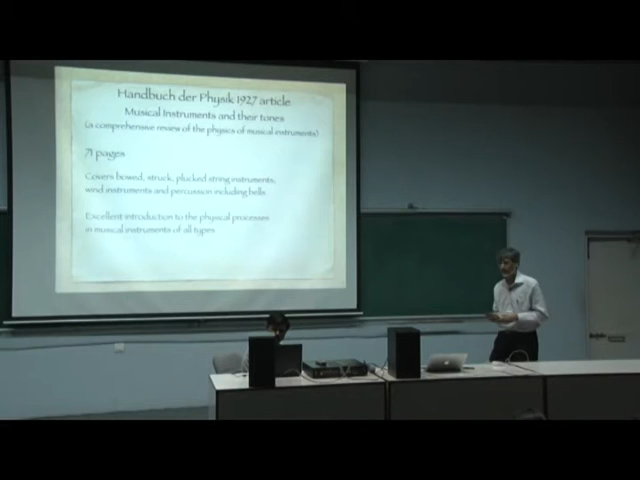 Handbuch der Physik 1927 article
Musical Instruments and their tones
(a comprehensive review of the physics of musical instruments)
71 pages
Covers bowed, struck, plucked string instruments,
wind instruments and percussion including bells
Excellent introduction to the physical processes
in musical instruments of all types